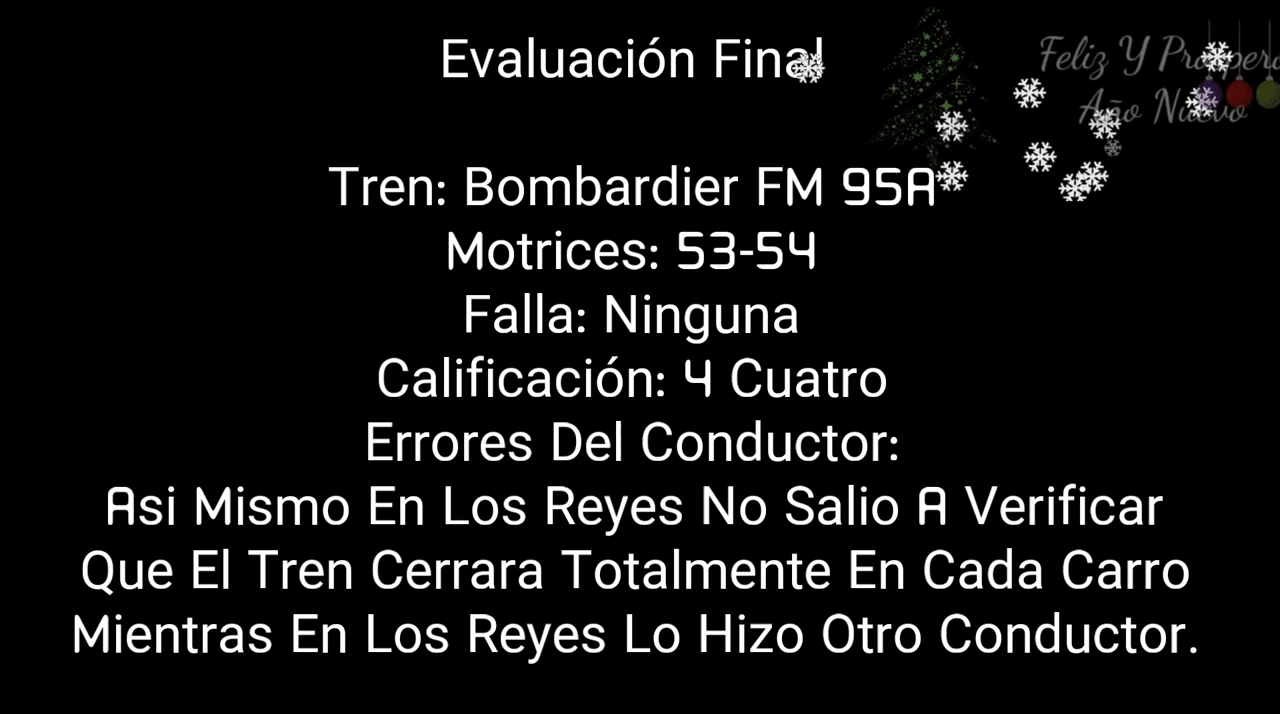 Evaluación Final
Feliz Y Prospero
Año Nuevo
Tren: Bombardier FM 95A
Motrices: 53-54
Falla: Ninguna
Calificación: 4 Cuatro
Errores Del Conductor:
Asi Mismo En Los Reyes No Salio A Verificar
Que El Tren Cerrara Totalmente En Cada Carro
Mientras En Los Reyes Lo Hizo Otro Conductor.